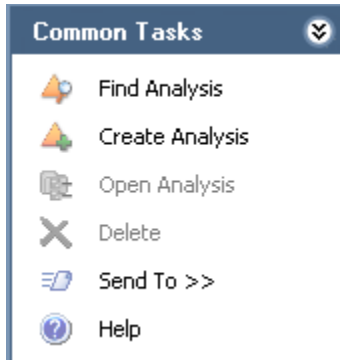 Common Tasks
Find Analysis
Create Analysis
Open Analysis
Delete
Send To >>
Help